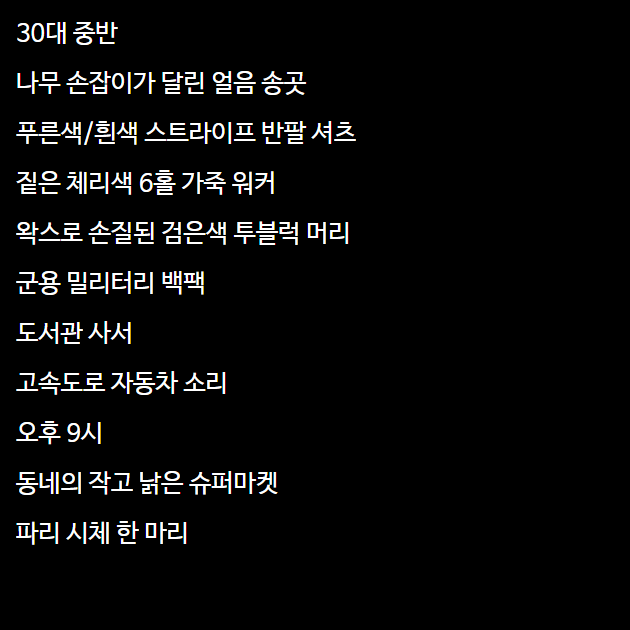 30대 중반
나무 손잡이가 달린 얼음 송곳
푸른색/흰색 스트라이프 반팔 셔츠
짙은 체리색 6홀 가죽 워커
왁스로 손질된 검은색 투블럭 머리
군용 밀리터리 백팩
도서관 사서
고속도로 자동차 소리
오후 9시
동네의 작고 낡은 슈퍼마켓
파리 시체 한 마리